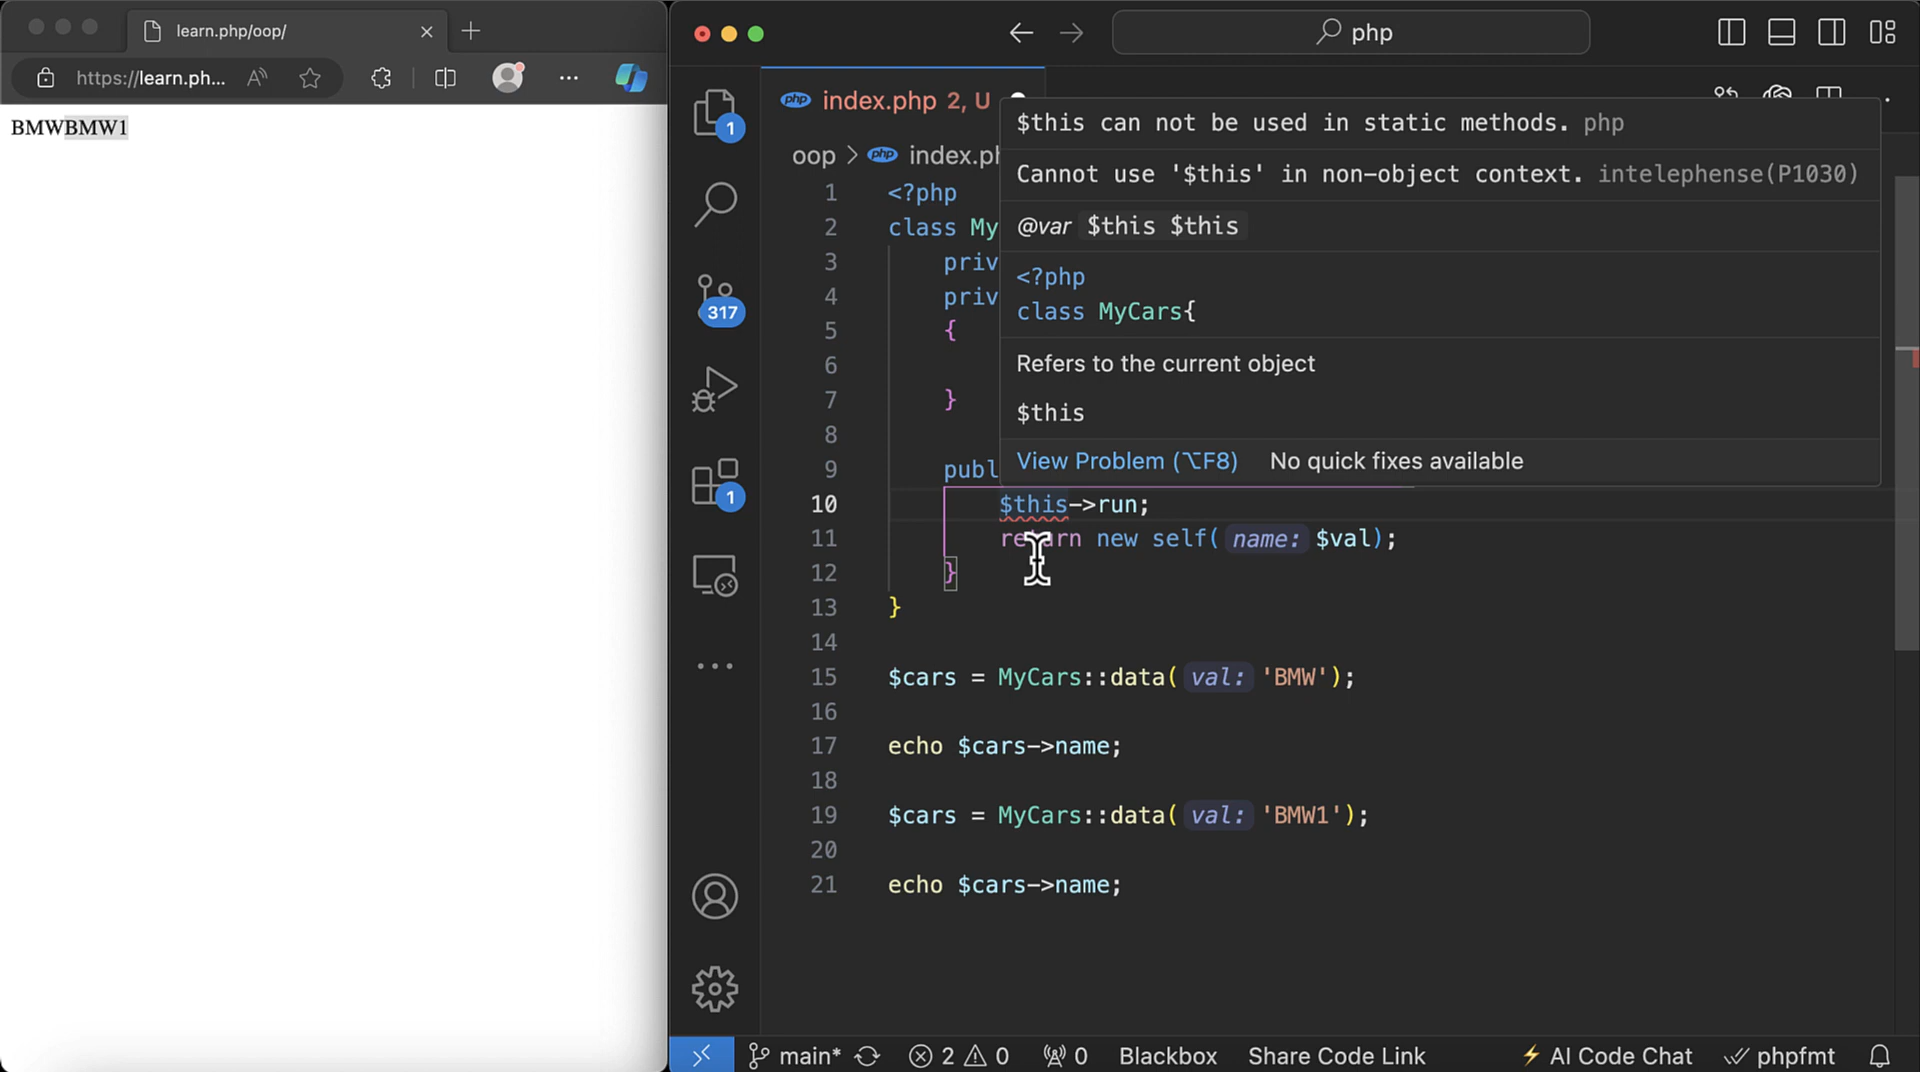 learn.php/oop/
https://learn.ph...
BMWBMW1
php
index.php 2, U
oop > index.ph
$this can not be used in static methods. php
Cannot use '$this' in non-object context. intelephense(P1030)
@var $this $this
<?php
class MyCars{
Refers to the current object
$this
View Problem (⌥F8) No quick fixes available
1 <?php
2 class My
3 priv
4 priv
5 {
6
7 }
8
9 publ
10 $this->run;
11 return new self(name: $val);
12 }
13 }
14
15 $cars = MyCars::data(val: 'BMW');
16
17 echo $cars->name;
18
19 $cars = MyCars::data(val: 'BMW1');
20
21 echo $cars->name;
1
317
1
main* 2 0 0 Blackbox Share Code Link AI Code Chat phpfmt